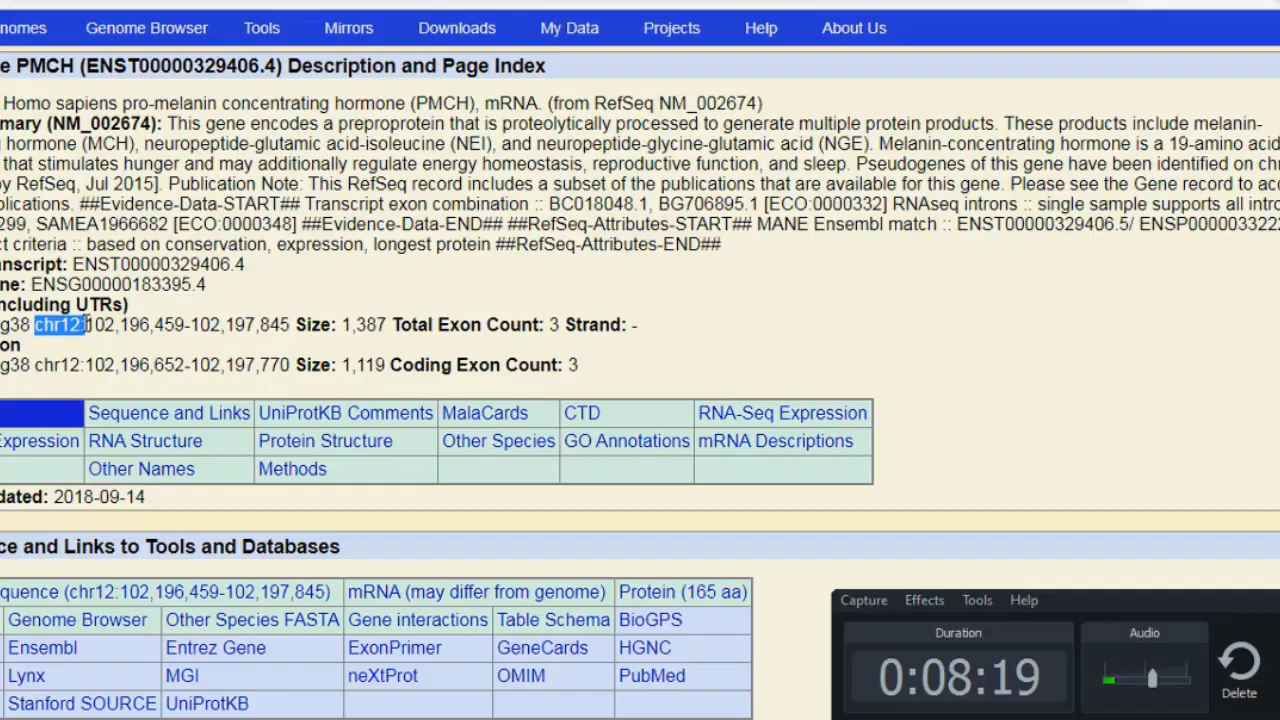 nomes Genome Browser Tools Mirrors Downloads My Data Projects Help About Us
e PMCH (ENST00000329406.4) Description and Page Index
Homo sapiens pro-melanin concentrating hormone (PMCH), mRNA. (from RefSeq NM_002674)
mary (NM_002674): This gene encodes a preproprotein that is proteolytically processed to generate multiple protein products. These products include melanin-
hormone (MCH), neuropeptide-glutamic acid-isoleucine (NEI), and neuropeptide-glycine-glutamic acid (NGE). Melanin-concentrating hormone is a 19-amino acid
that stimulates hunger and may additionally regulate energy homeostasis, reproductive function, and sleep. Pseudogenes of this gene have been identified on chr
by RefSeq, Jul 2015]. Publication Note: This RefSeq record includes a subset of the publications that are available for this gene. Please see the Gene record to acc
blications. ##Evidence-Data-START## Transcript exon combination :: BC018048.1, BG706895.1 [ECO:0000332] RNAseq introns :: single sample supports all intro
299, SAMEA1966682 [ECO:0000348] ##Evidence-Data-END## ##RefSeq-Attributes-START## MANE Ensembl match :: ENST00000329406.5/ ENSP0000033222
ct criteria :: based on conservation, expression, longest protein ##RefSeq-Attributes-END##
nscript: ENST00000329406.4
ne: ENSG00000183395.4
ncluding UTRs)
g38 chr12:102,196,459-102,197,845 Size: 1,387 Total Exon Count: 3 Strand: -
on
g38 chr12:102,196,652-102,197,770 Size: 1,119 Coding Exon Count: 3
Sequence and Links UniProtKB Comments MalaCards CTD RNA-Seq Expression
Expression RNA Structure Protein Structure Other Species GO Annotations mRNA Descriptions
Other Names Methods
dated: 2018-09-14
ce and Links to Tools and Databases
quence (chr12:102,196,459-102,197,845) mRNA (may differ from genome) Protein (165 aa)
Genome Browser Other Species FASTA Gene interactions Table Schema BioGPS
Ensembl Entrez Gene ExonPrimer GeneCards HGNC
Lynx MGI neXtProt OMIM PubMed
Stanford SOURCE UniProtKB
Capture Effects Tools Help
Duration Audio
0:08:19
Delete